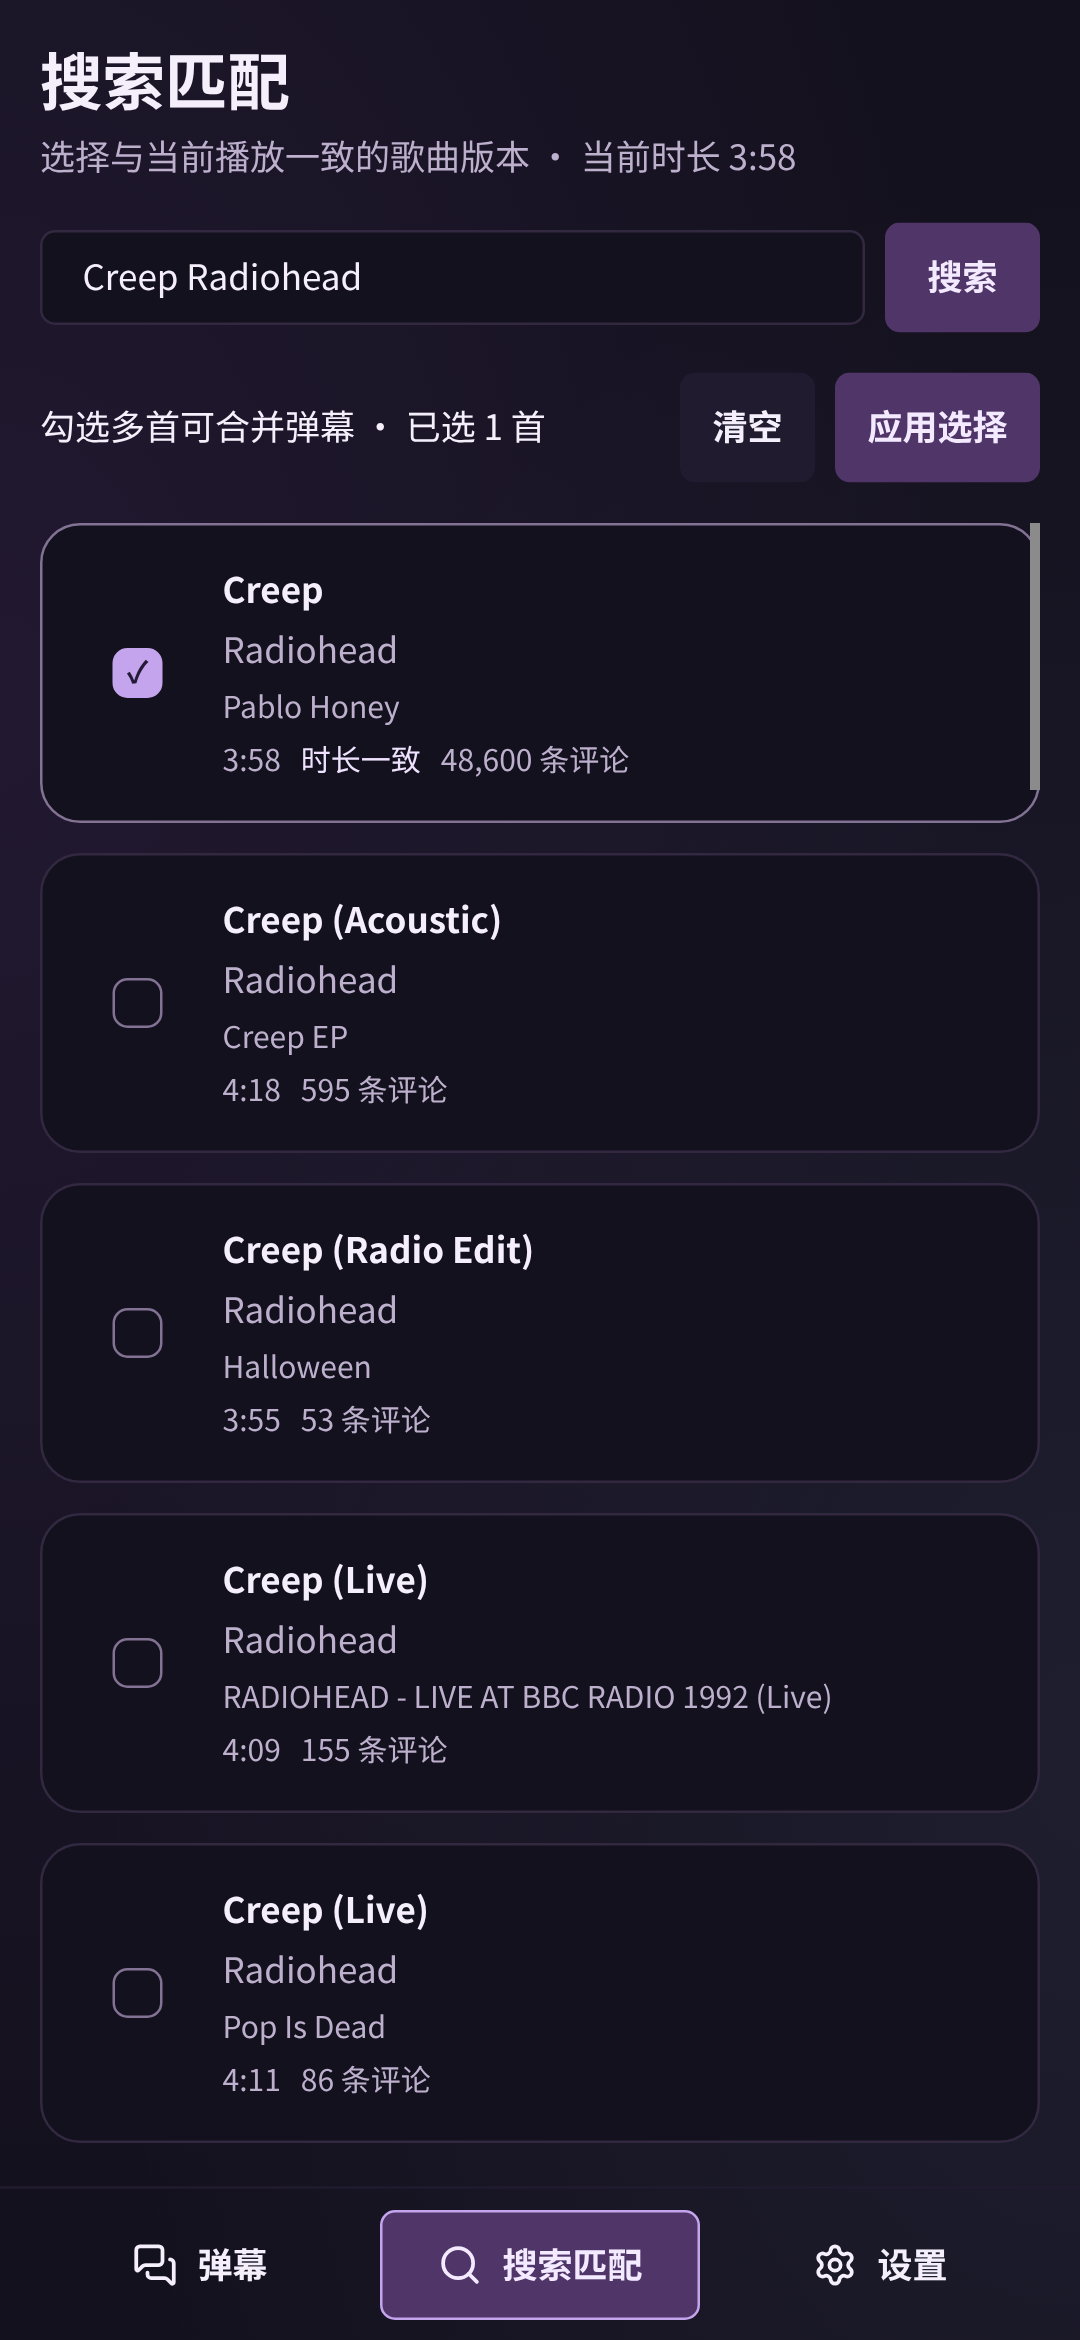 搜索匹配
选择与当前播放一致的歌曲版本 · 当前时长 3:58
Creep Radiohead
搜索
勾选多首可合并弹幕 · 已选 1 首
清空
应用选择
Creep
Radiohead
Pablo Honey
3:58 时长一致 48,600 条评论
Creep (Acoustic)
Radiohead
Creep EP
4:18 595 条评论
Creep (Radio Edit)
Radiohead
Halloween
3:55 53 条评论
Creep (Live)
Radiohead
RADIOHEAD - LIVE AT BBC RADIO 1992 (Live)
4:09 155 条评论
Creep (Live)
Radiohead
Pop Is Dead
4:11 86 条评论
弹幕
搜索匹配
设置